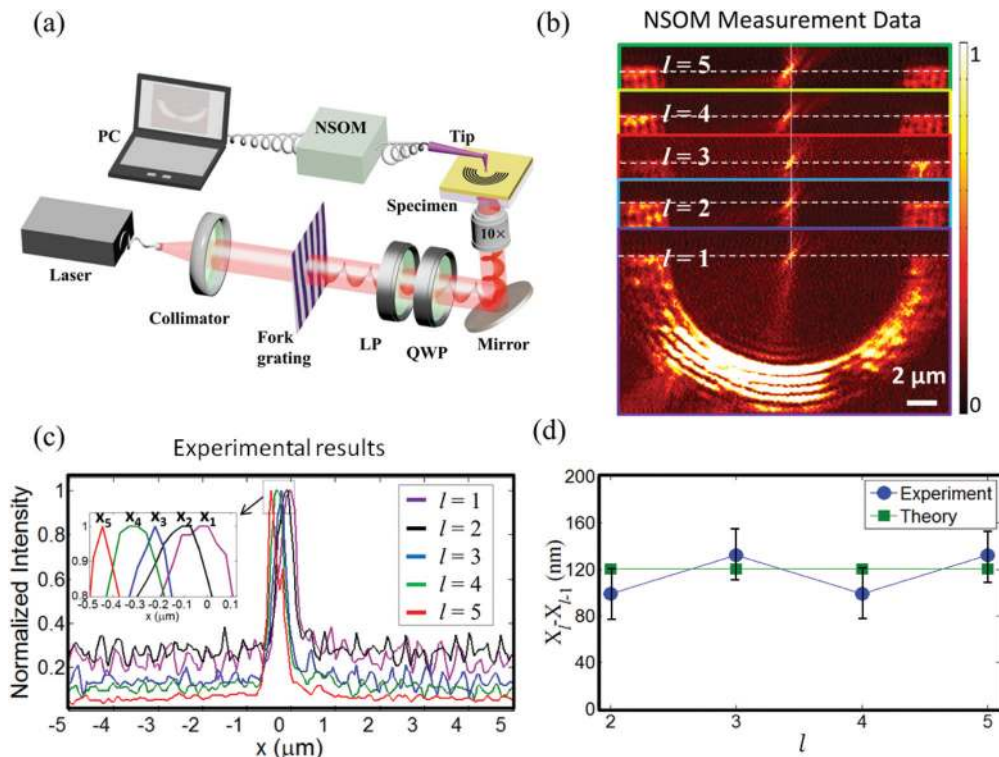 (a)
PC
NSOM
Tip
Specimen
10×
Laser
Collimator
Fork
grating
LP
QWP
Mirror
(b)
NSOM Measurement Data
l = 5
l = 4
l = 3
l = 2
l = 1
2 μm
1
0
(c)
Experimental results
Normalized Intensity
1
0.8
0.6
0.4
0.2
X₅ X₄ X₃ X₂ X₁
1
0.9
0.8
-0.5 -0.4 -0.3 -0.2 -0.1 0 0.1
x (μm)
l = 1
l = 2
l = 3
l = 4
l = 5
-5 -4 -3 -2 -1 0 1 2 3 4 5
x (μm)
(d)
Xₗ-Xₗ₋₁ (nm)
200
160
120
80
40
0
Experiment
Theory
2 3 4 5
l